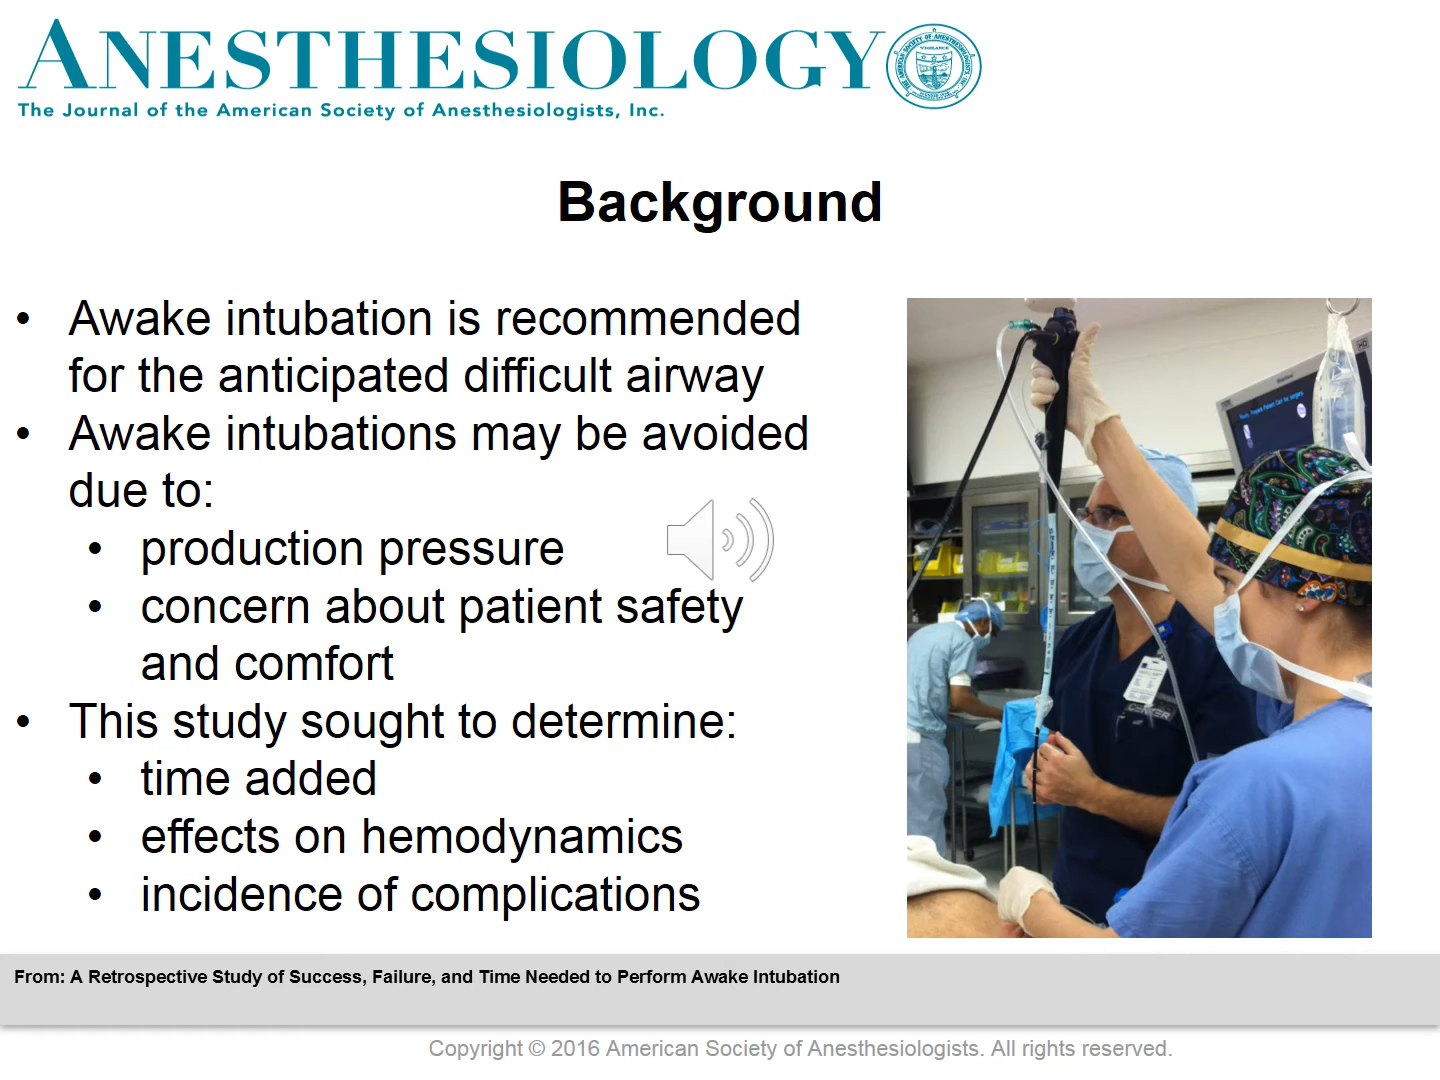 ANESTHESIOLOGY
The Journal of the American Society of Anesthesiologists, Inc.
Background
• Awake intubation is recommended
for the anticipated difficult airway
• Awake intubations may be avoided
due to:
• production pressure
• concern about patient safety
and comfort
• This study sought to determine:
• time added
• effects on hemodynamics
• incidence of complications
From: A Retrospective Study of Success, Failure, and Time Needed to Perform Awake Intubation
Copyright © 2016 American Society of Anesthesiologists. All rights reserved.